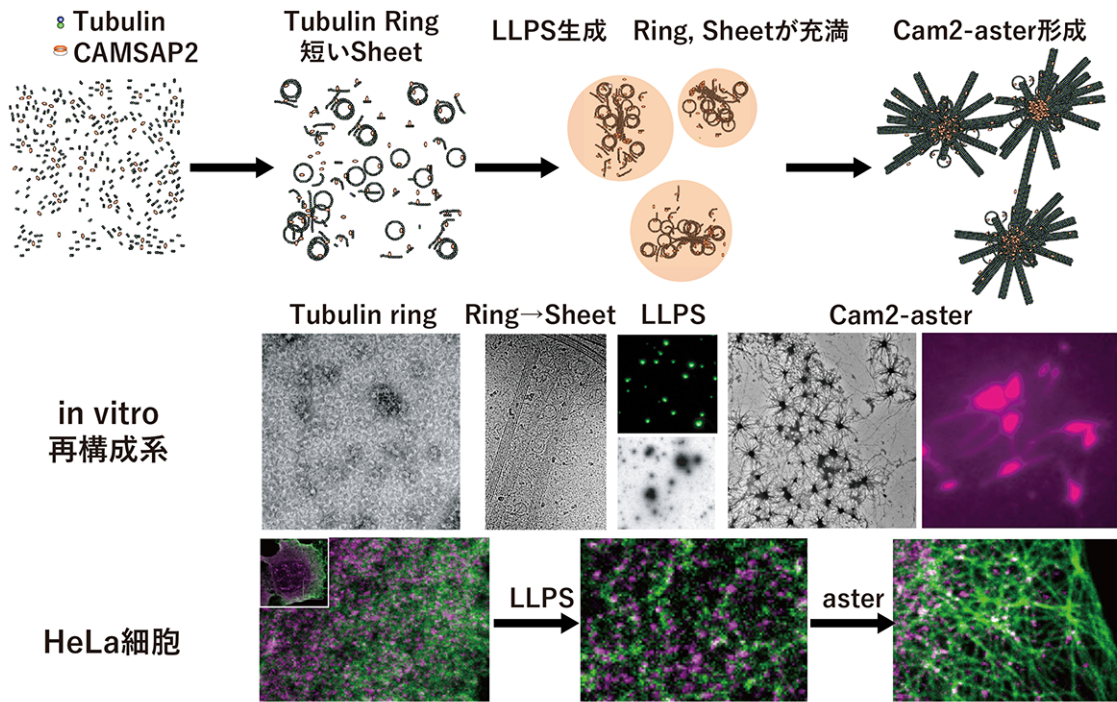 Tubulin
CAMSAP2
Tubulin Ring
短いSheet
LLPS生成
Ring, Sheetが充満
Cam2-aster形成
Tubulin ring
Ring→Sheet
LLPS
Cam2-aster
in vitro
再構成系
HeLa細胞
LLPS
aster